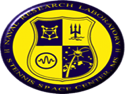 NAVAL RESEARCH LABORATORY
STENNIS SPACE CENTER MS